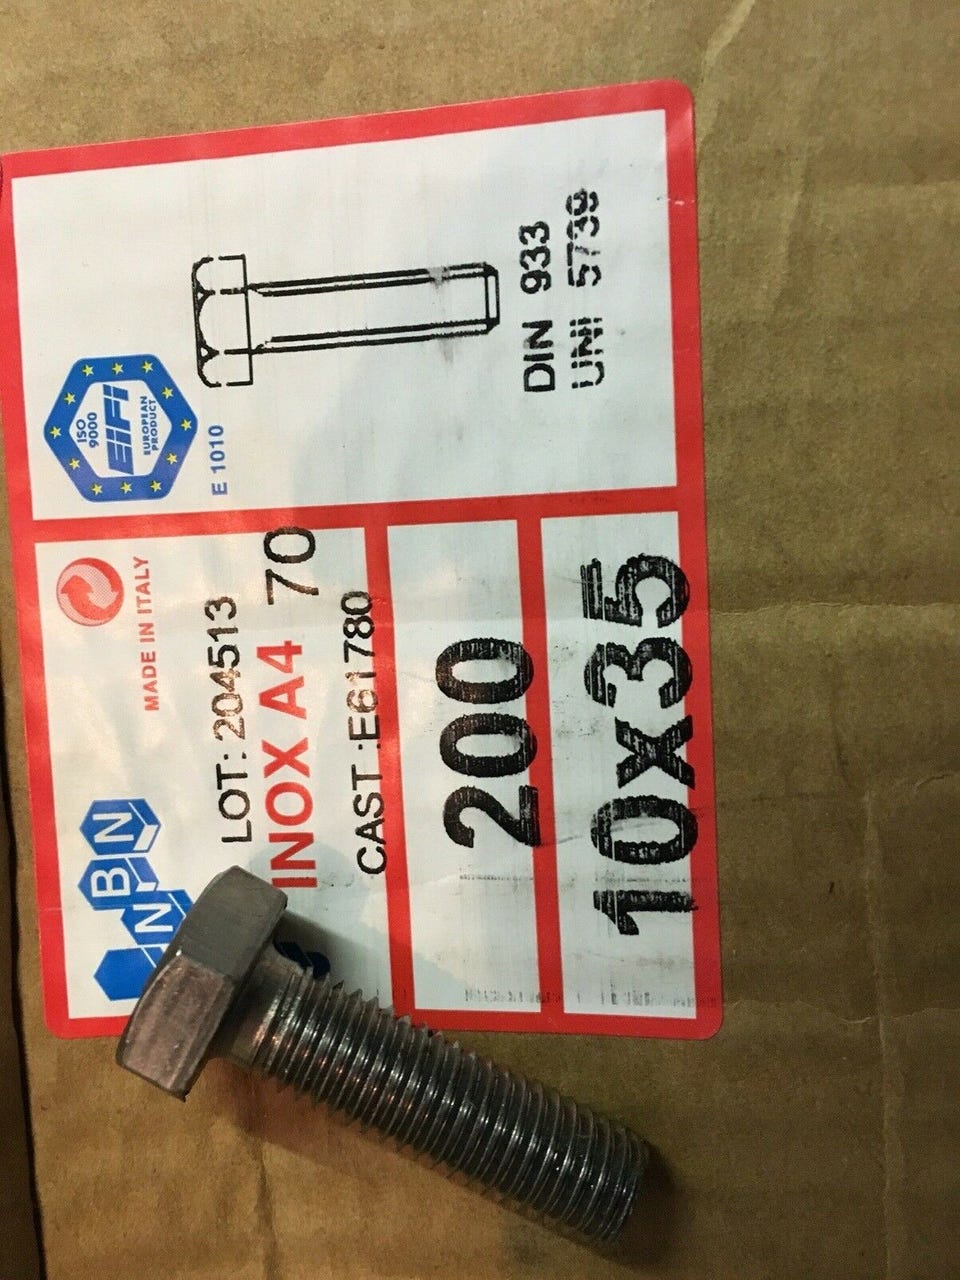 NBN
MADE IN ITALY
LOT: 204513
INOX A4 70
CAST :E61780
200
10x35
ISO
9000
EIFI
EUROPEAN
PRODUCT
E 1010
DIN 933
UNI 5739